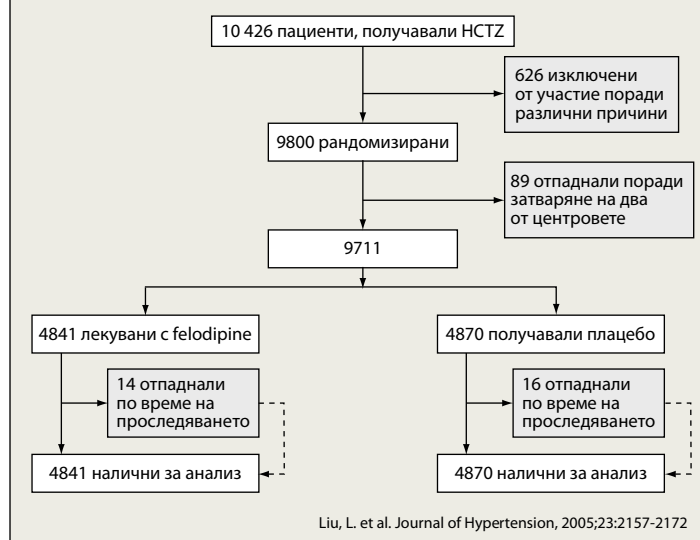 10 426 пациенти, получавали HCTZ
626 изключени
от участие поради
различни причини
9800 рандомизирани
89 отпаднали поради
затваряне на два
от центровете
9711
4841 лекувани с felodipine
4870 получавали плацебо
14 отпаднали
по време на
проследяването
16 отпаднали
по време на
проследяването
4841 налични за анализ
4870 налични за анализ
Liu, L. et al. Journal of Hypertension, 2005;23:2157-2172